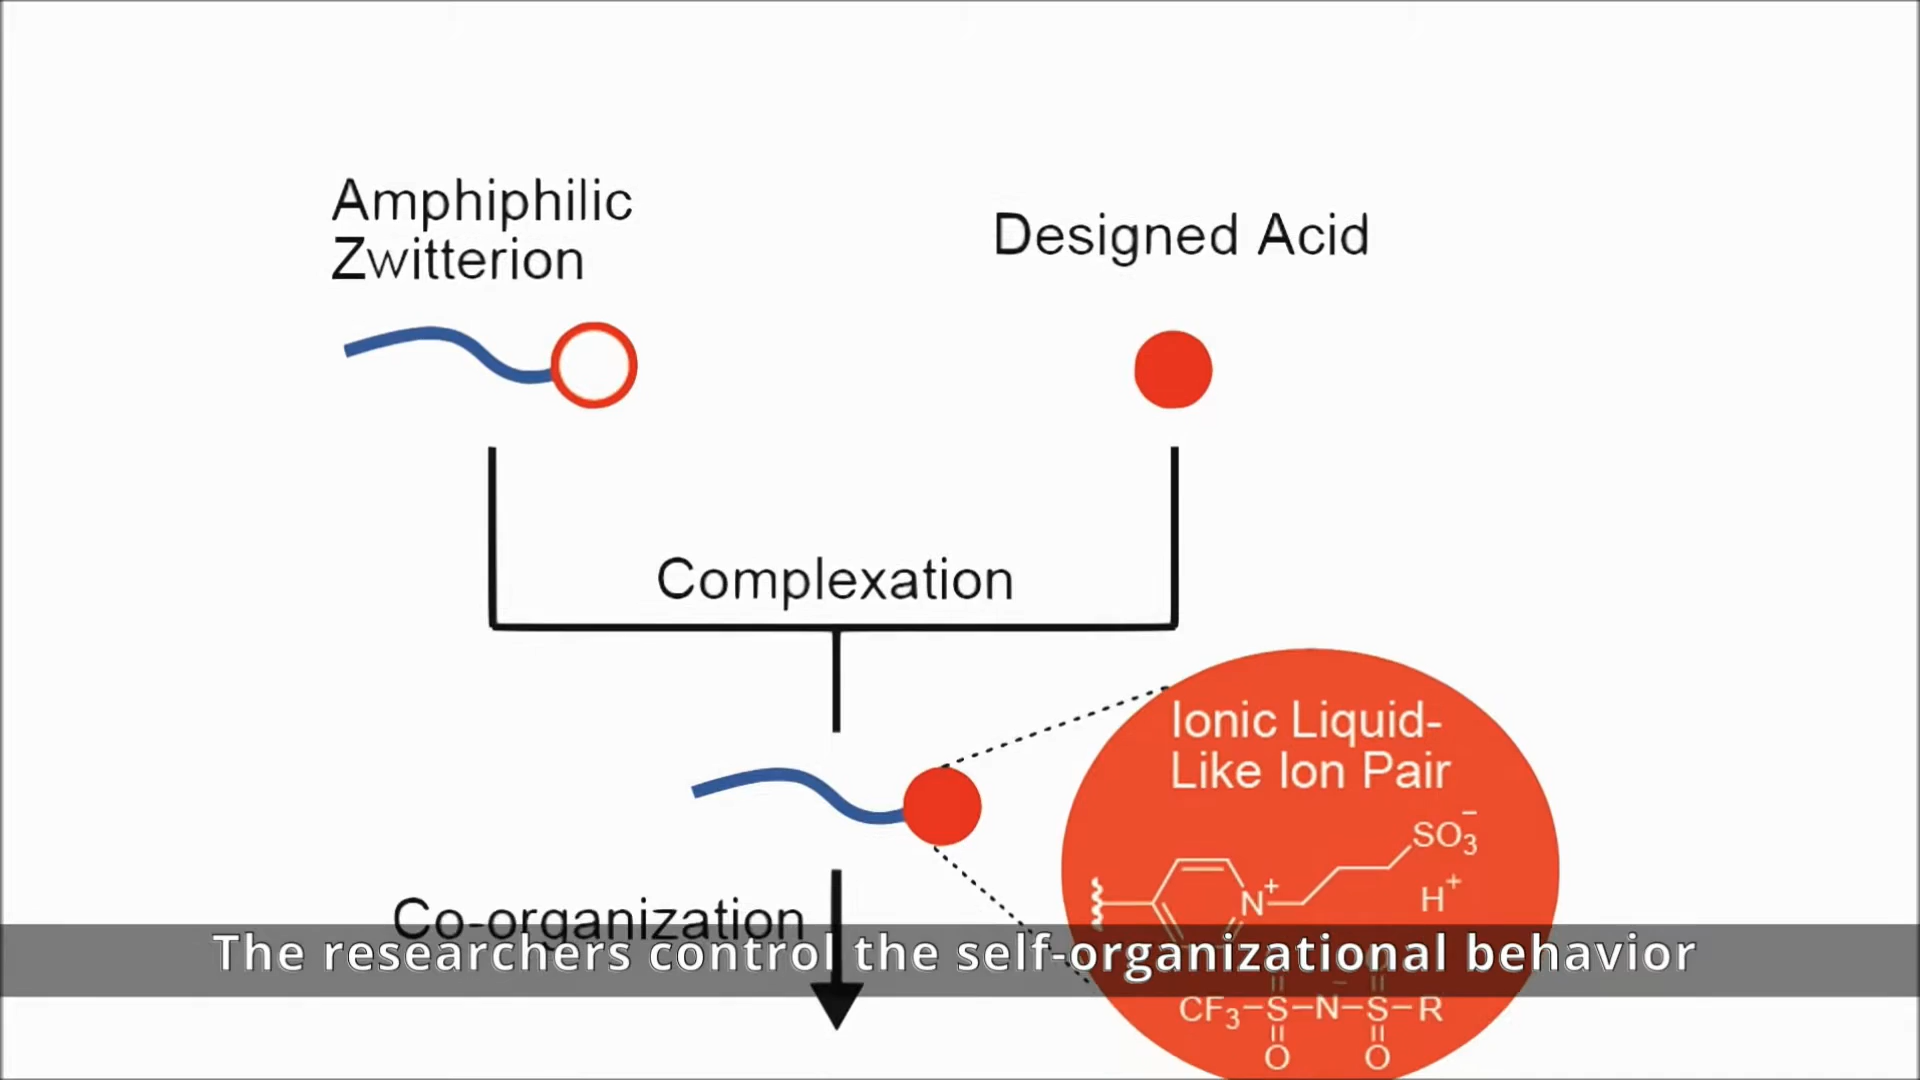 Amphiphilic
Zwitterion
Designed Acid
Complexation
Ionic Liquid-
Like Ion Pair
SO3−
N+
H+
Co-organization
The researchers control the self-organizational behavior
CF3−S−N−−S−R
O O